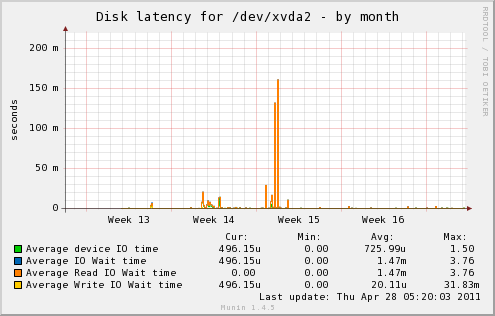 Disk latency for /dev/xvda2 - by month
RRDTOOL / TOBI OETIKER
seconds
200 m
150 m
100 m
50 m
0
Week 13 Week 14 Week 15 Week 16
Cur: Min: Avg: Max:
Average device IO time 496.15u 0.00 725.99u 1.50
Average IO Wait time 496.15u 0.00 1.47m 3.76
Average Read IO Wait time 0.00 0.00 1.47m 3.76
Average Write IO Wait time 496.15u 0.00 20.11u 31.83m
Last update: Thu Apr 28 05:20:03 2011
Munin 1.4.5